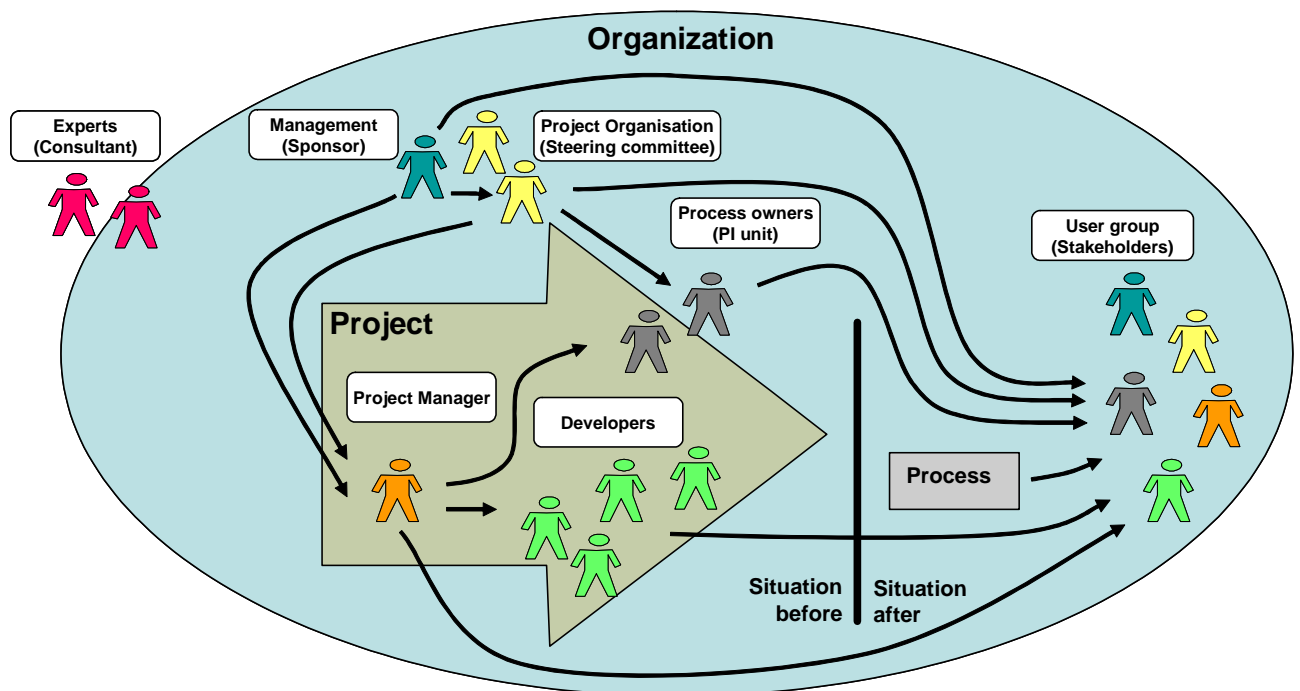 Organization
Experts
(Consultant)
Management
(Sponsor)
Project Organisation
(Steering committee)
Process owners
(PI unit)
User group
(Stakeholders)
Project
Project Manager
Developers
Process
Situation
before
Situation
after